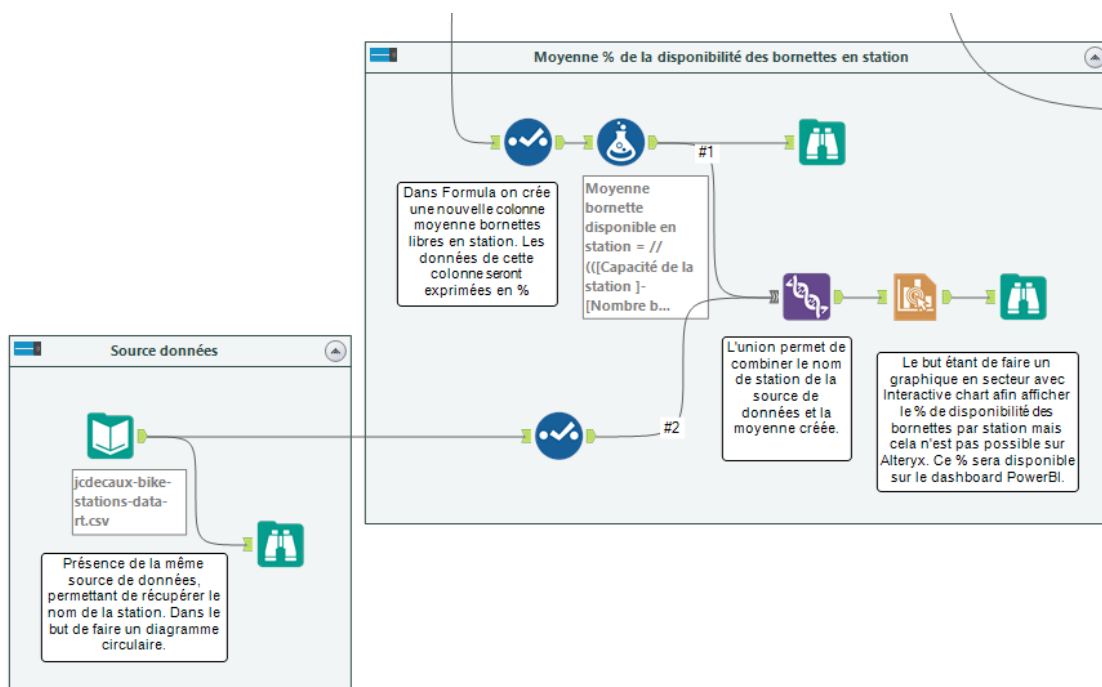 Moyenne % de la disponibilité des bornettes en station
#1
Dans Formula on crée
une nouvelle colonne
moyenne bornettes
libres en station. Les
données de cette
colonne seront
exprimées en %
Moyenne
bornette
disponible en
station = //
(([Capacité de la
station ]-
[Nombre b...
L'union permet de
combiner le nom
de station de la
source de
données et la
moyenne créée.
Le but étant de faire un
graphique en secteur avec
Interactive chart afin afficher
le % de disponibilité des
bornettes par station mais
cela n'est pas possible sur
Alteryx. Ce % sera disponible
sur le dashboard PowerBI.
#2
Source données
jcdecaux-bike-
stations-data-
rt.csv
Présence de la même
source de données,
permettant de récupérer le
nom de la station. Dans le
but de faire un diagramme
circulaire.